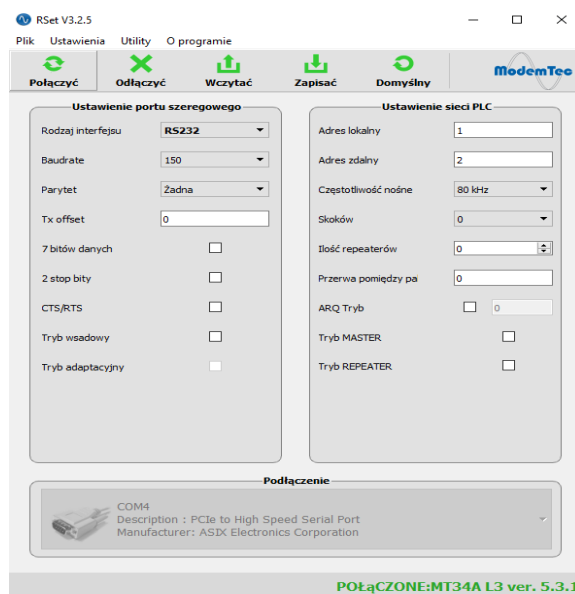 RSet V3.2.5
Plik Ustawienia Utility O programie
Połączyć Odłączyć Wczytać Zapisać Domyślny ModemTec
Ustawienie portu szeregowego
Rodzaj interfejsu RS232
Baudrate 150
Parytet Żadna
Tx offset 0
7 bitów danych
2 stop bity
CTS/RTS
Tryb wsadowy
Tryb adaptacyjny
Ustawienie sieci PLC
Adres lokalny 1
Adres zdalny 2
Częstotliwość nośne 80 kHz
Skoków 0
Ilość repeaterów 0
Przerwa pomiędzy pa 0
ARQ Tryb 0
Tryb MASTER
Tryb REPEATER
Podłączenie
COM4
Description : PCIe to High Speed Serial Port
Manufacturer: ASIX Electronics Corporation
POŁąCZONE:MT34A L3 ver. 5.3.1